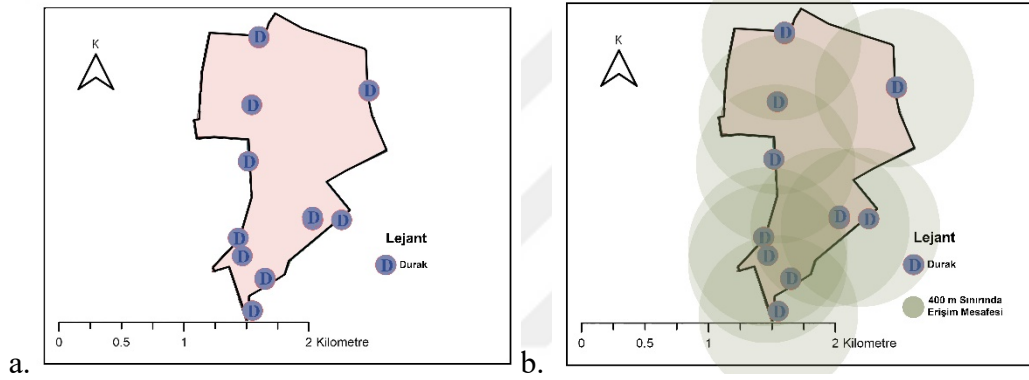 K
D
D
D
D
D
D
D
D
D
D
Lejant
D Durak
0 0.5 1 2 Kilometre
a.
K
D
D
D
D
D
D
D
D
D
D
Lejant
D Durak
400 m Sınırında
Erişim Mesafesi
0 0.5 1 2 Kilometre
b.